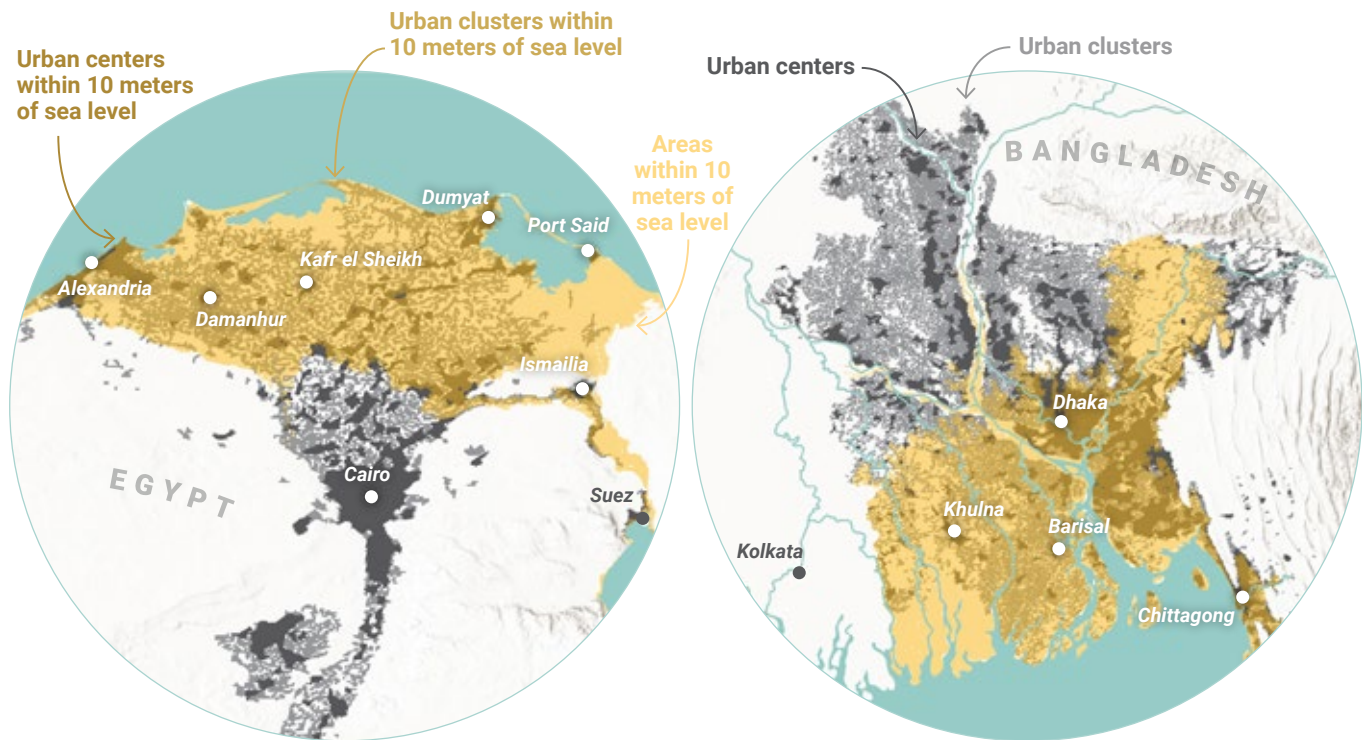 Urban clusters within
10 meters of sea level
Urban centers
within 10 meters
of sea level
Areas
within 10
meters of
sea level
Dumyat
Port Said
Kafr el Sheikh
Alexandria
Damanhur
Ismailia
Cairo
Suez
EGYPT
Urban clusters
Urban centers
BANGLADESH
Dhaka
Khulna
Barisal
Kolkata
Chittagong